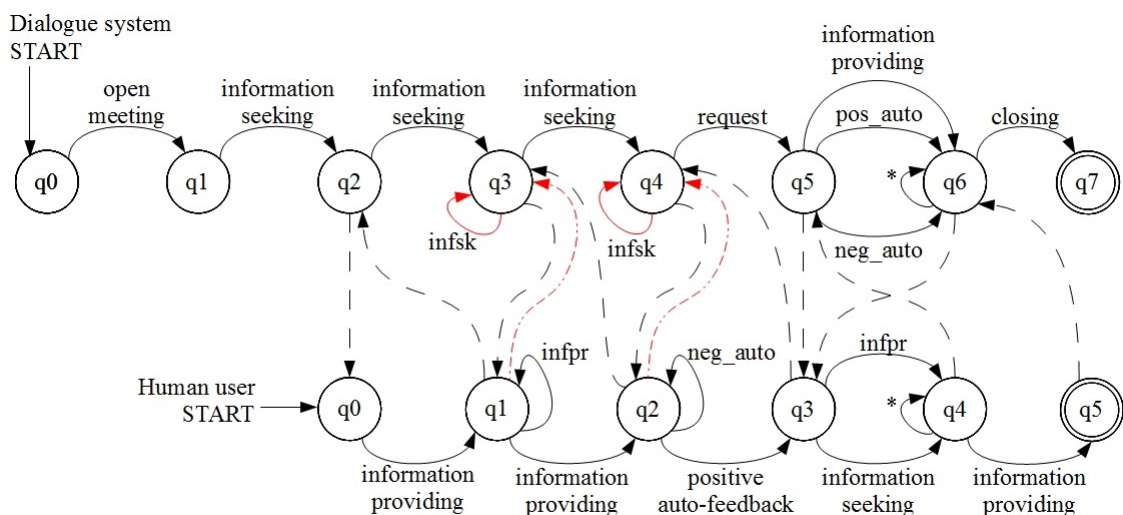 Dialogue system
START
information
providing
open
meeting
information
seeking
information
seeking
information
seeking
request
pos_auto
closing
q0
q1
q2
q3
q4
q5
*
q6
q7
infsk
infsk
neg_auto
Human user
START
infpr
neg_auto
infpr
q0
q1
q2
q3
*
q4
q5
information
providing
information
providing
positive
auto-feedback
information
seeking
information
providing